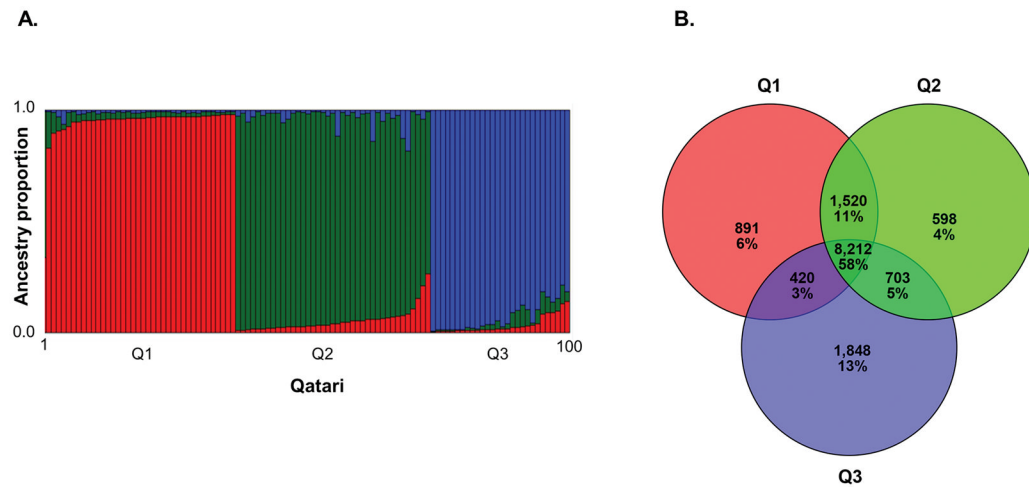 A.
1.0
Ancestry proportion
0.0
1
Q1
Q2
Q3
100
Qatari
B.
Q1
Q2
1,520
11%
891
6%
598
4%
8,212
58%
420
3%
703
5%
1,848
13%
Q3